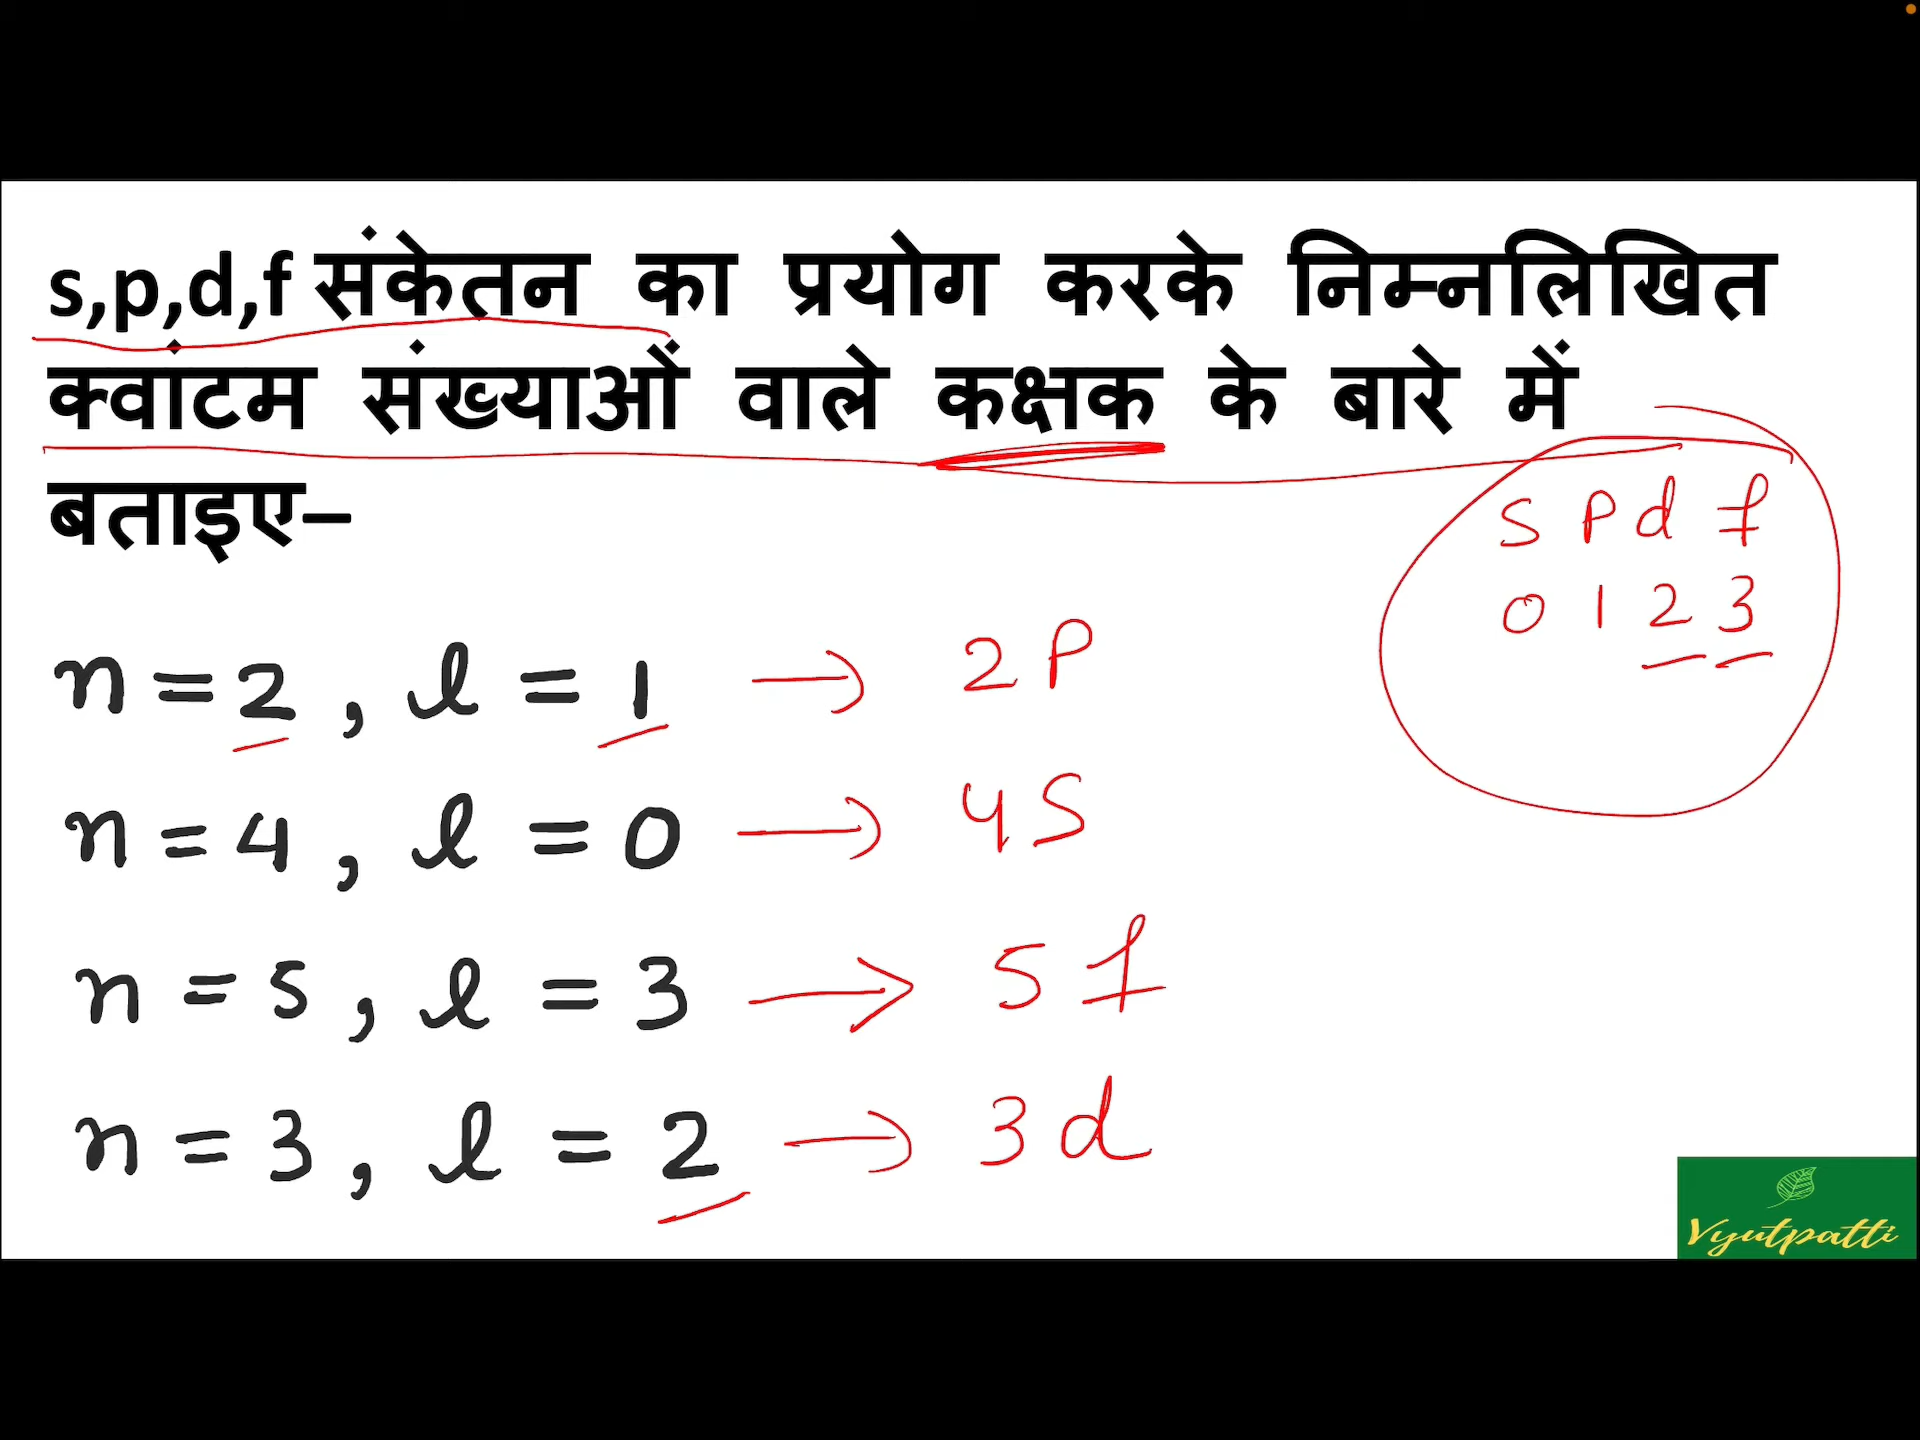 s,p,d,f संकेतन का प्रयोग करके निम्नलिखित
क्वांटम संख्याओं वाले कक्षक के बारे में
बताइए–
s p d f
0 1 2 3
n = 2 , l = 1 → 2p
n = 4 , l = 0 → 4s
n = 5 , l = 3 → 5f
n = 3 , l = 2 → 3d
Vyutpatti